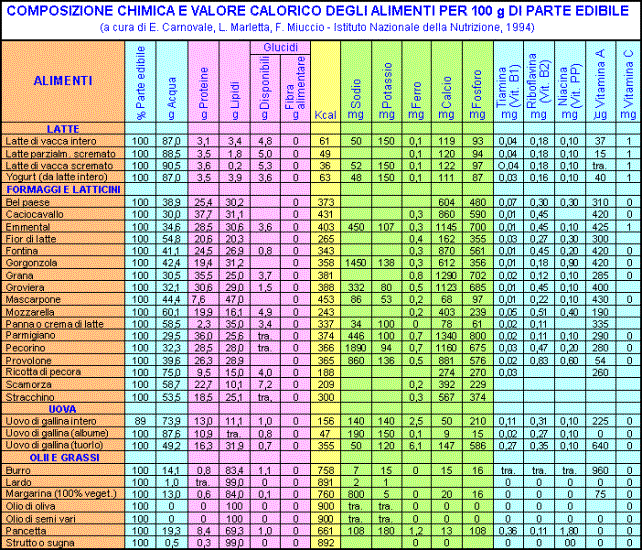 COMPOSIZIONE CHIMICA E VALORE CALORICO DEGLI ALIMENTI PER 100 g DI PARTE EDIBILE
(a cura di E. Carnovale, L. Marletta, F. Miuccio - Istituto Nazionale della Nutrizione, 1994)
ALIMENTI % Parte edibile g Acqua g Proteine g Lipidi Glucidi g Disponibili g Fibra alimentare Kcal Sodio mg Potassio mg Ferro mg Calcio mg Fosforo mg Tiamina (Vit. B1) mg Riboflavina (Vit. B2) mg Niacina (Vit. PP) mg Vitamina A µg Vitamina C mg
LATTE
Latte di vacca intero 100 87,0 3,1 3,4 4,8 0 61 50 150 0,1 119 93 0,04 0,18 0,10 37 1
Latte parzialm. scremato 100 88,5 1,8 5,0 0 49 0,1 120 94 0,04 0,18 0,10 15 1
Latte di vacca scremato 100 90,5 3,6 0,2 5,3 0 36 52 150 0,1 122 97 0,04 0,18 0,10 tra. 1
Yogurt (da latte intero) 100 87,0 3,5 3,9 3,6 0 63 48 150 0,1 111 87 0,03 0,16 0,10 40 1
FORMAGGI E LATTICINI
Bel paese 100 38,9 25,4 30,2 0 373 604 480 0,07 0,30 0,30 310 0
Caciocavallo 100 30,0 37,7 31,1 0 431 0,3 860 590 0,01 0,45 420 0
Emmental 100 34,6 28,5 30,6 3,6 0 403 450 107 0,3 1145 700 0,01 0,45 0,10 425 1
Fior di latte 100 54,8 20,6 20,3 0 265 0,4 162 355 0,03 0,27 0,30 300
Fontina 100 41,1 24,5 26,9 0,8 0 343 0,3 870 561 0,01 0,45 0,10 420 0
Gorgonzola 100 42,4 19,4 31,2 0 358 1450 138 0,3 612 356 0,01 0,18 0,90 420 0
Grana 100 30,5 35,5 25,0 3,7 0 381 0,8 1290 702 0,02 0,12 0,10 285 0
Groviera 100 32,1 30,6 29,0 1,5 0 388 332 80 0,5 1123 685 0,01 0,45 0,10 400 0
Mascarpone 100 44,4 7,6 47,0 0 453 86 53 0,2 68 97 0,01 0,22 0,10 430 0
Mozzarella 100 60,1 19,9 16,1 4,9 0 243 0,2 403 239 0,05 0,51 0,40 190
Panna o crema di latte 100 58,5 2,3 35,0 3,4 0 337 34 100 0 78 61 0,02 0,11 335
Parmigiano 100 29,5 36,0 25,6 tra. 0 374 446 100 0,7 1340 800 0,02 0,11 0,10 290 0
Pecorino 100 32,3 28,5 28,0 tra. 0 366 1890 94 0,7 1160 675 0,03 0,47 0,20 280 0
Provolone 100 39,6 26,3 28,9 0 365 860 136 0,5 881 576 0,02 0,83 0,60 54 0
Ricotta di pecora 100 75,0 9,5 15,0 4,0 0 188 274 270 0,03 260
Scamorza 100 58,7 22,7 10,1 7,2 0 209 0,2 392 229
Stracchino 100 53,5 18,5 25,1 tra. 0 300 0,3 567 374
UOVA
Uovo di gallina intero 89 73,9 13,0 11,1 1,0 0 156 140 140 2,5 50 210 0,11 0,31 0,10 225 0
Uovo di gallina (albume) 100 87,6 10,9 tra. 0,8 0 47 190 150 0,1 9 15 0,02 0,27 0 0 0
Uovo di gallina (tuorlo) 100 49,2 16,3 31,9 0,7 0 355 50 120 6,1 147 586 0,27 0,35 0,10 640 0
OLII E GRASSI
Burro 100 14,1 0,8 83,4 1,1 0 758 7 15 0 15 16 tra. tra. tra. 960 0
Lardo 100 1,0 tra. 99,0 0 0 891 2 1 0 0 0 0 0
Margarina (100% veget.) 100 13,0 0,6 84,0 0,1 0 760 800 5 0 20 16 0 0 0 75 0
Olio di oliva 100 0 0 100 0 0 900 tra. tra. 0 0 0 0
Olio di semi vari 100 0 0 100 0 0 900 tra. tra. 0 0 0 0
Pancetta 100 19,3 8,4 69,3 1,0 0 661 108 180 1,2 13 108 0,36 0,11 1,80 0 0
Strutto o sugna 100 0,5 0,3 99,0 0 0 892 0 0 00 0 0